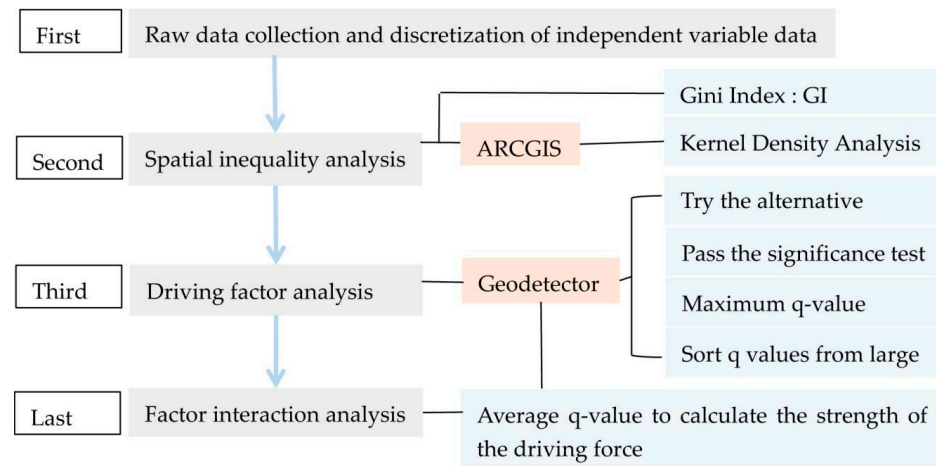 First
Raw data collection and discretization of independent variable data
Gini Index : GI
Second
Spatial inequality analysis
ARCGIS
Kernel Density Analysis
Try the alternative
Pass the significance test
Third
Driving factor analysis
Geodetector
Maximum q-value
Sort q values from large
Last
Factor interaction analysis
Average q-value to calculate the strength of
the driving force